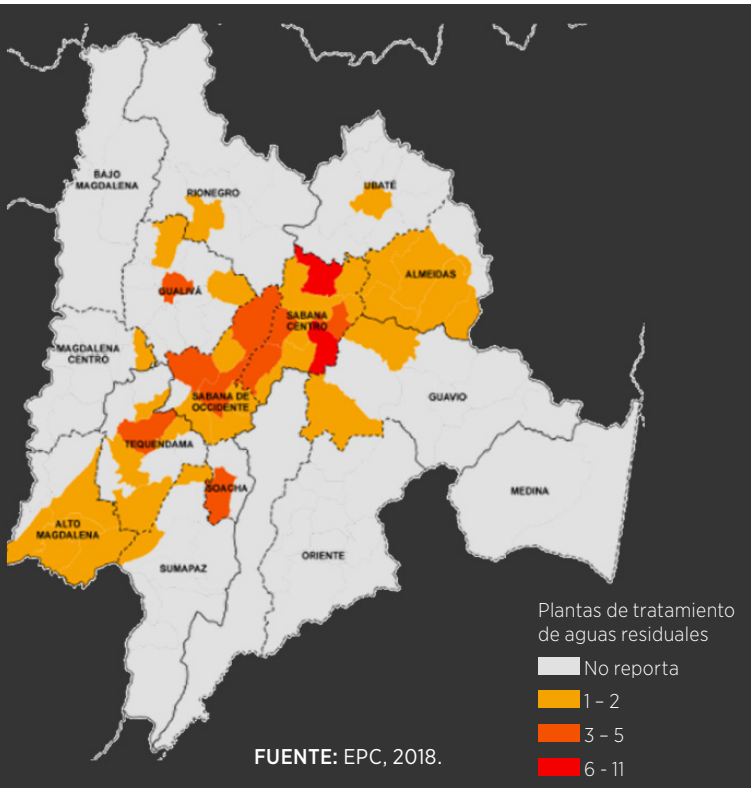 BAJO
MAGDALENA
RIONEGRO
UBATÉ
ALMEIDAS
GUALIVÁ
SABANA
CENTRO
MAGDALENA
CENTRO
SABANA DE
OCCIDENTE
GUAVIO
TEQUENDAMA
SOACHA
MEDINA
ALTO
MAGDALENA
SUMAPAZ
ORIENTE
Plantas de tratamiento
de aguas residuales
No reporta
1 – 2
3 – 5
6 - 11
FUENTE: EPC, 2018.